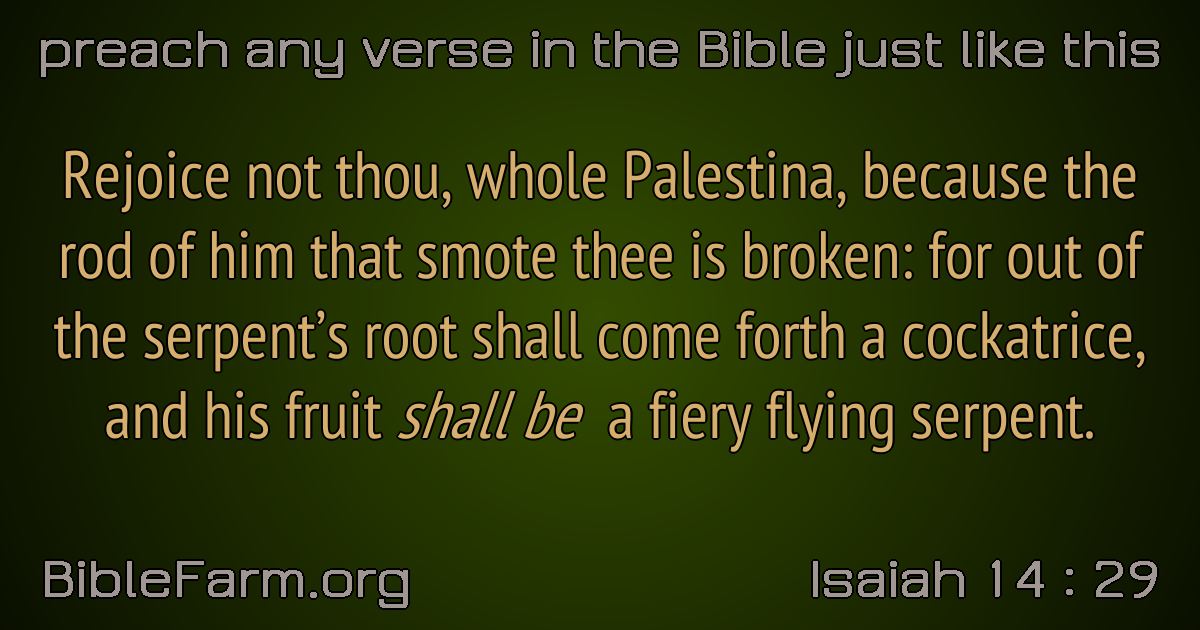 preach any verse in the Bible just like this
Rejoice not thou, whole Palestina, because the
rod of him that smote thee is broken: for out of
the serpent’s root shall come forth a cockatrice,
and his fruit shall be a fiery flying serpent.
BibleFarm.org
Isaiah 14 : 29